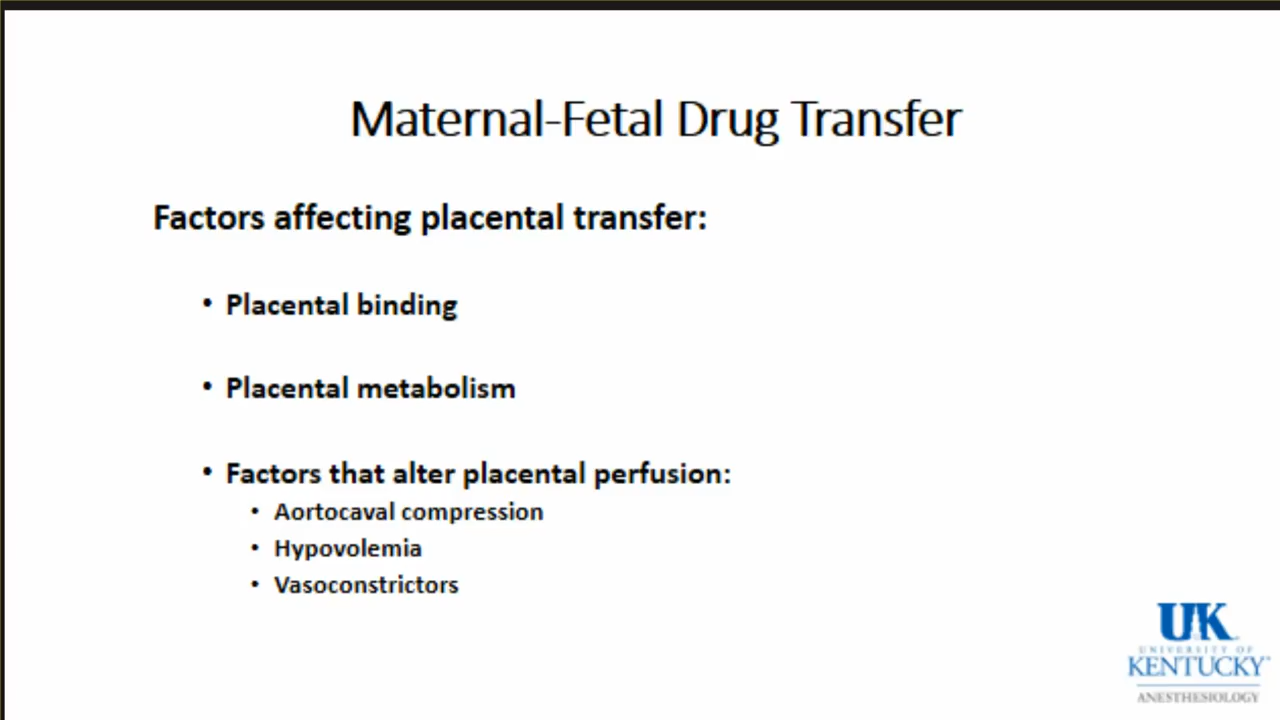 Maternal-Fetal Drug Transfer
Factors affecting placental transfer:
• Placental binding
• Placental metabolism
• Factors that alter placental perfusion:
• Aortocaval compression
• Hypovolemia
• Vasoconstrictors
UK
UNIVERSITY OF
KENTUCKY
ANESTHESIOLOGY